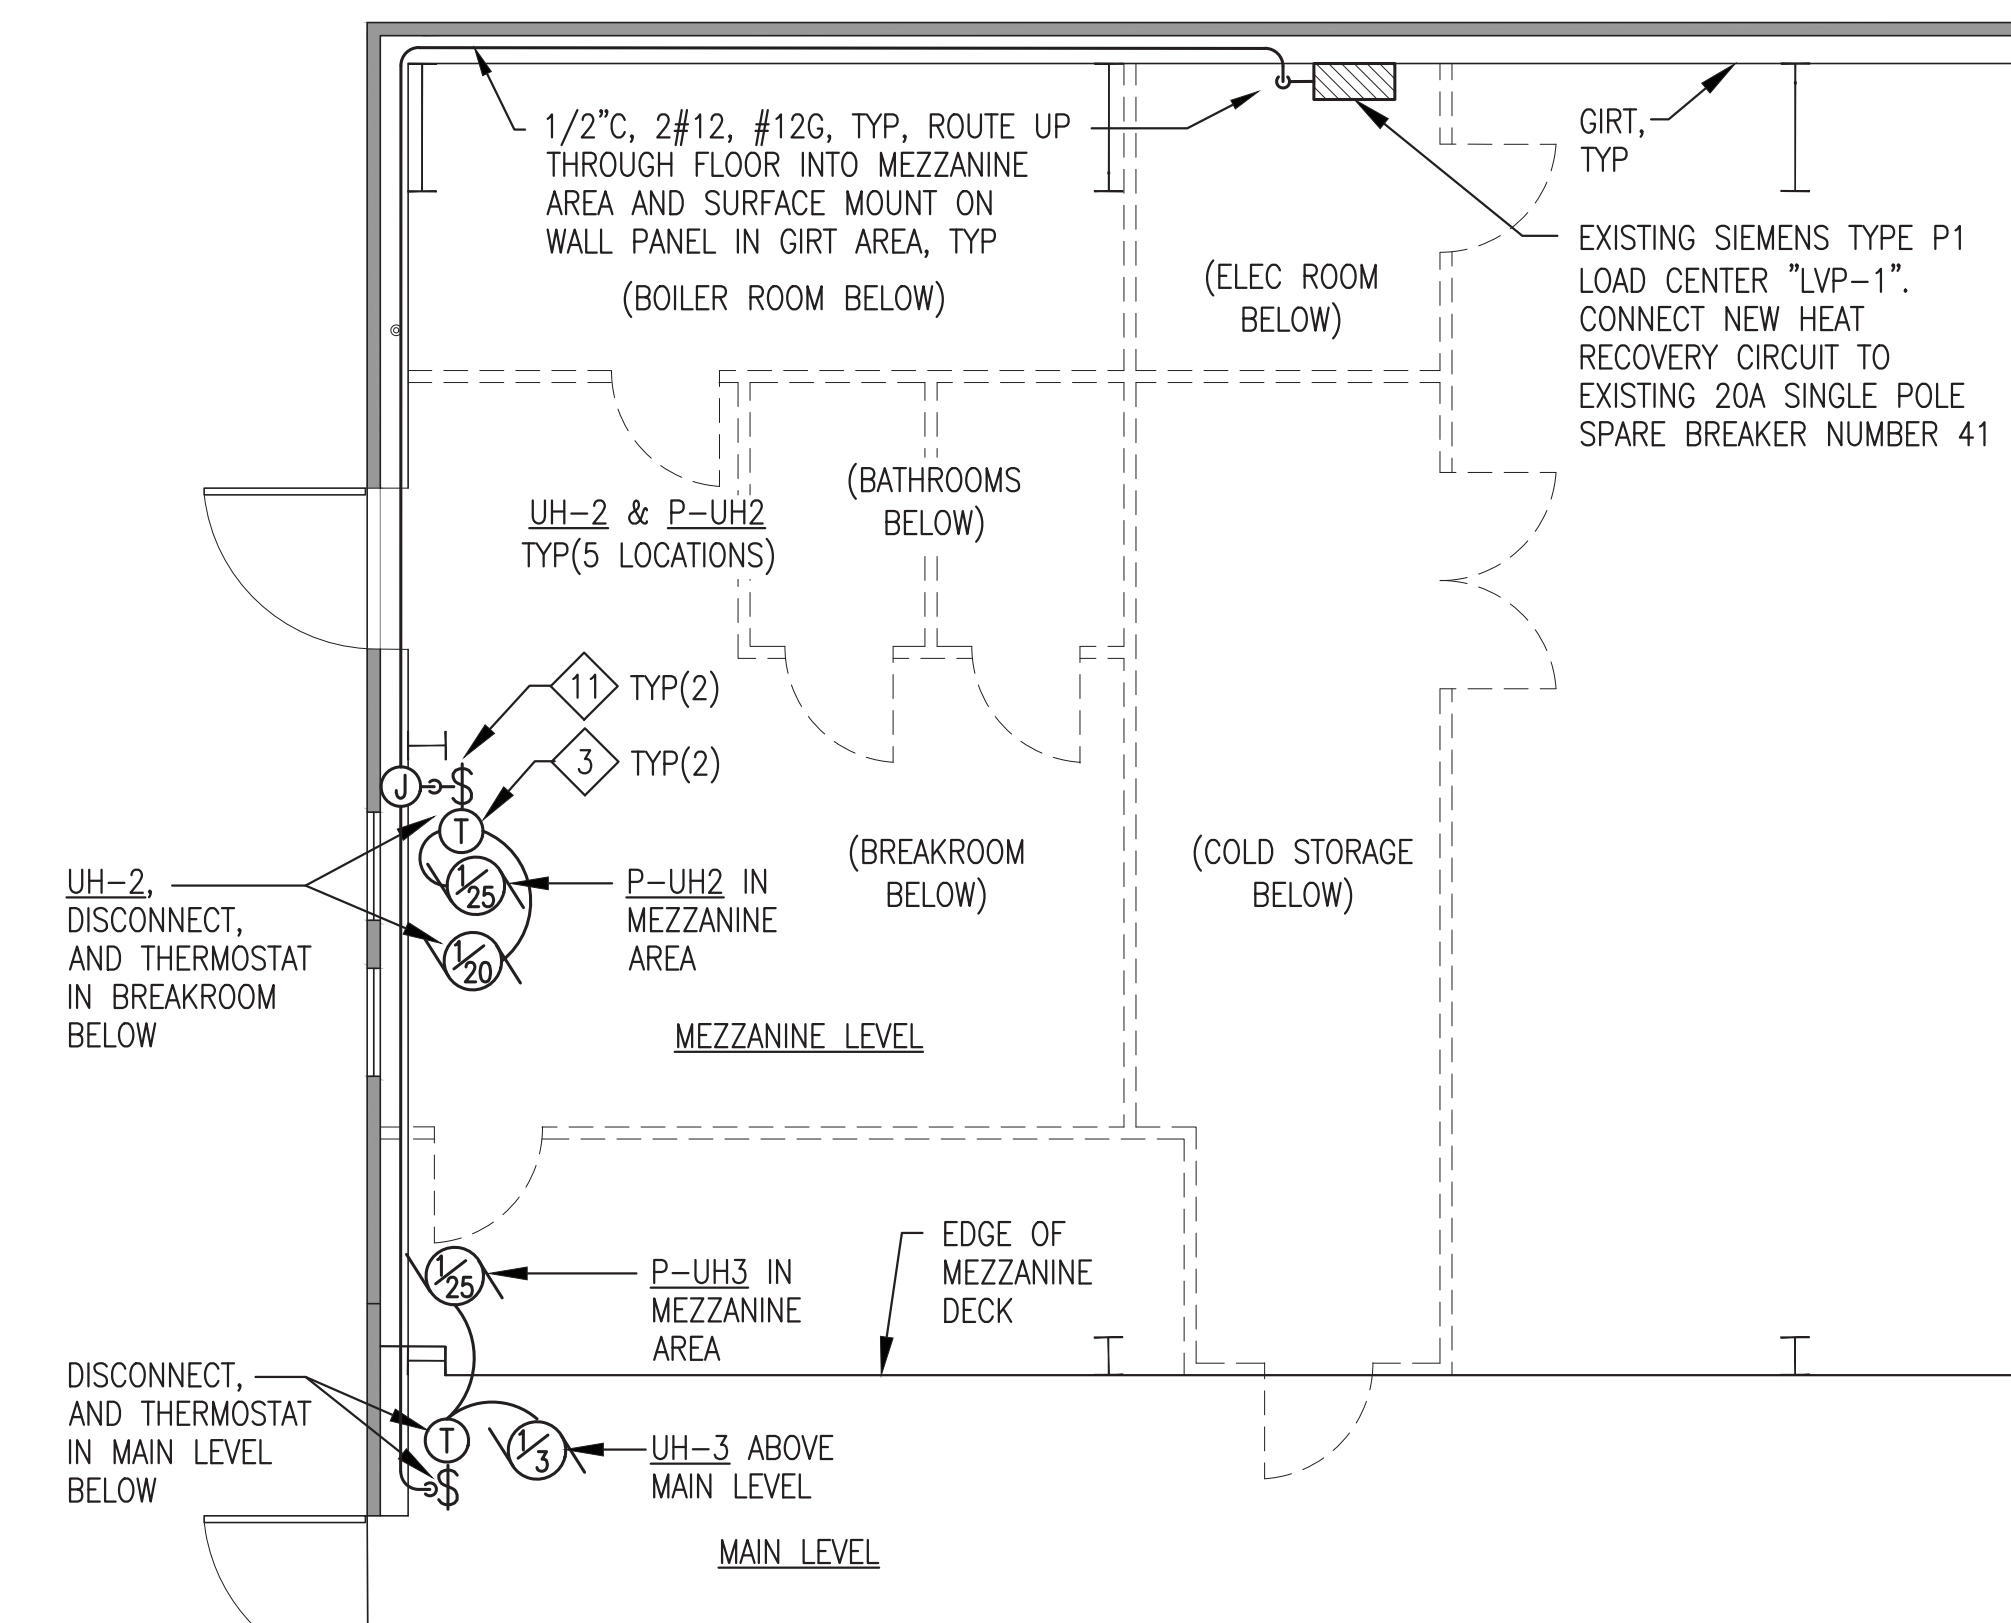 1/2”C, 2#12, #12G, TYP, ROUTE UP
THROUGH FLOOR INTO MEZZANINE
AREA AND SURFACE MOUNT ON
WALL PANEL IN GIRT AREA, TYP
(BOILER ROOM BELOW)
(ELEC ROOM
BELOW)
GIRT,
TYP
EXISTING SIEMENS TYPE P1
LOAD CENTER ”LVP-1”.
CONNECT NEW HEAT
RECOVERY CIRCUIT TO
EXISTING 20A SINGLE POLE
SPARE BREAKER NUMBER 41
(BATHROOMS
BELOW)
UH-2 & P-UH2
TYP(5 LOCATIONS)
11 TYP(2)
3 TYP(2)
J $
T
1/25
1/20
UH-2,
DISCONNECT,
AND THERMOSTAT
IN BREAKROOM
BELOW
P-UH2 IN
MEZZANINE
AREA
(BREAKROOM
BELOW)
(COLD STORAGE
BELOW)
MEZZANINE LEVEL
1/25
P-UH3 IN
MEZZANINE
AREA
EDGE OF
MEZZANINE
DECK
DISCONNECT,
AND THERMOSTAT
IN MAIN LEVEL
BELOW
T
$
1/3
UH-3 ABOVE
MAIN LEVEL
MAIN LEVEL